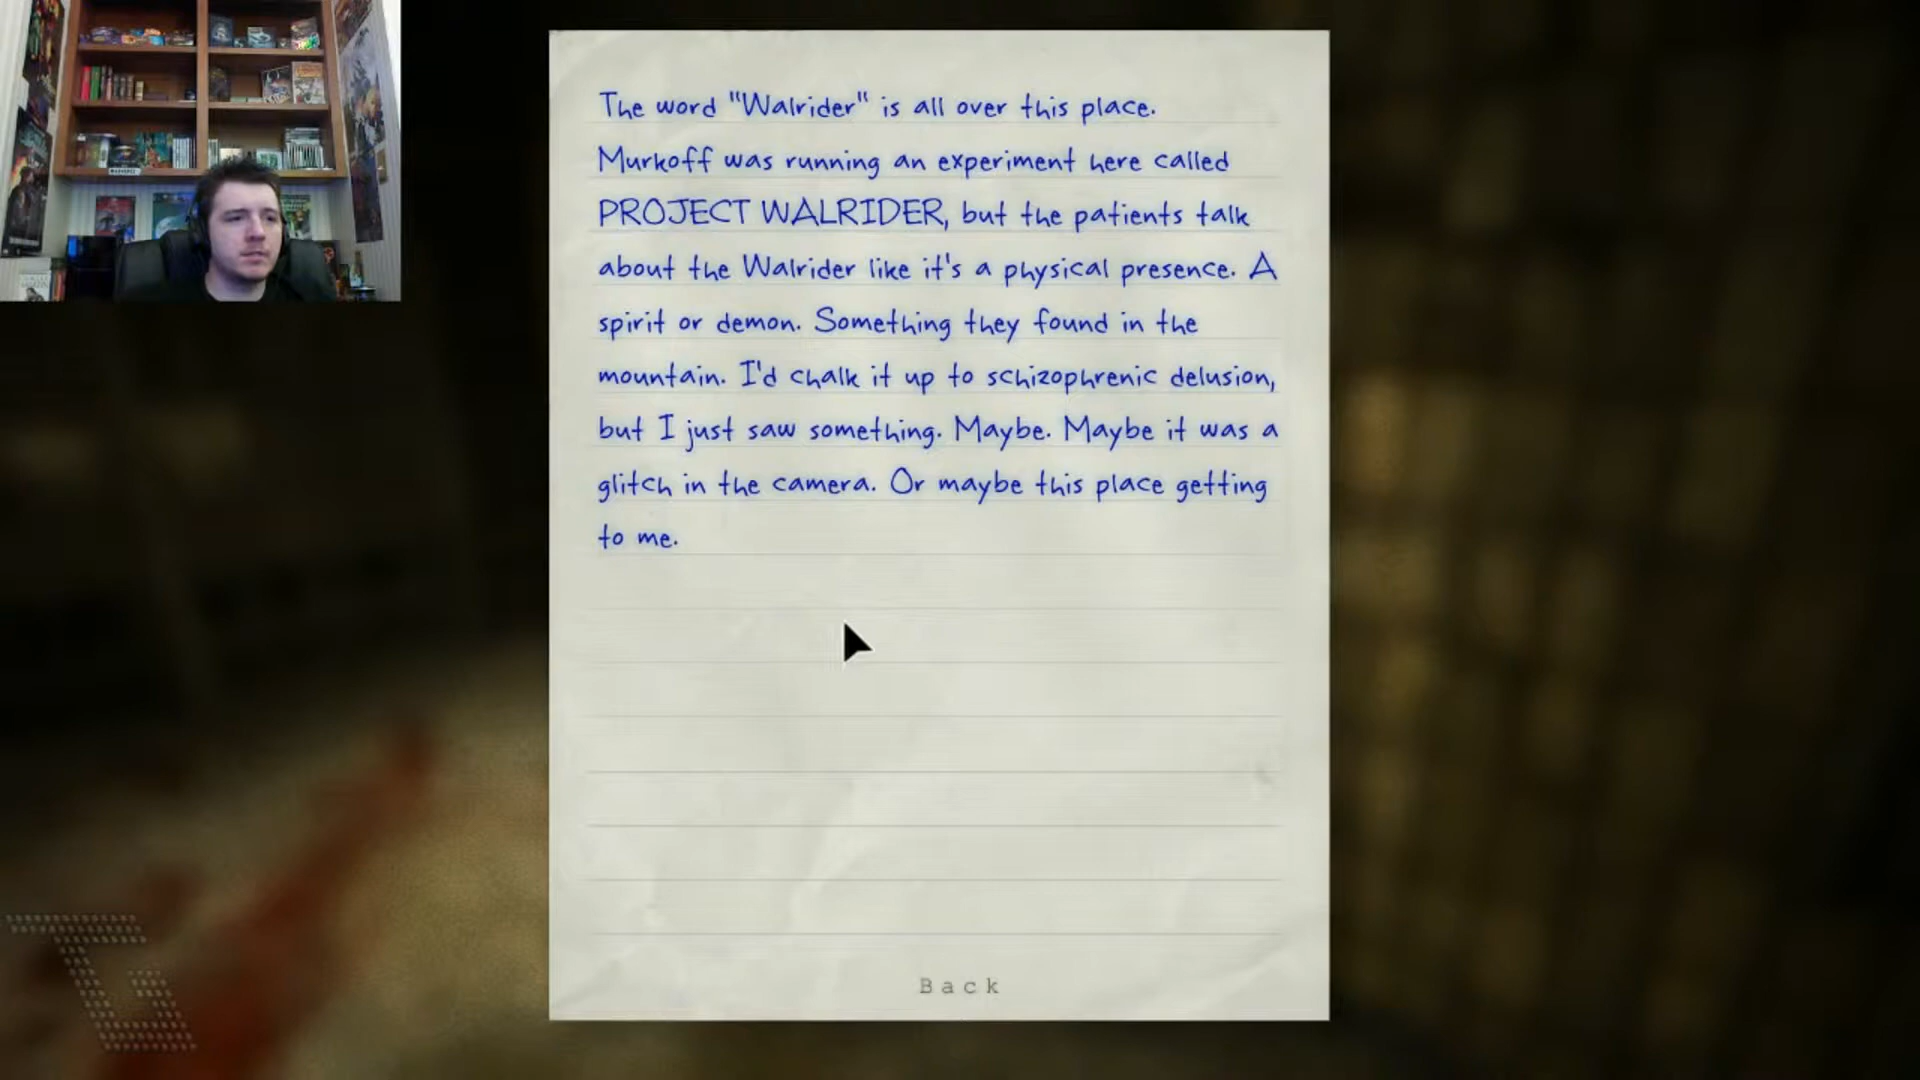 The word "Walrider" is all over this place.
Murkoff was running an experiment here called
PROJECT WALRIDER, but the patients talk
about the Walrider like it's a physical presence. A
spirit or demon. Something they found in the
mountain. I'd chalk it up to schizophrenic delusion,
but I just saw something. Maybe. Maybe it was a
glitch in the camera. Or maybe this place getting
to me.
Back